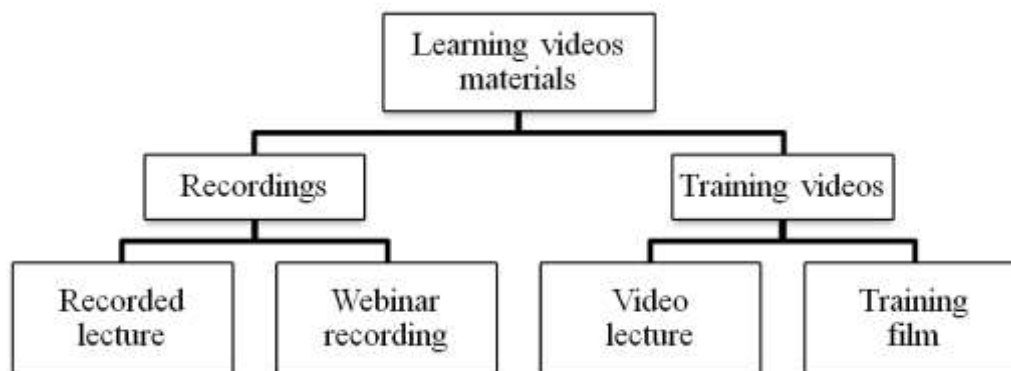 Learning videos
materials
Recordings
Training videos
Recorded
lecture
Webinar
recording
Video
lecture
Training
film